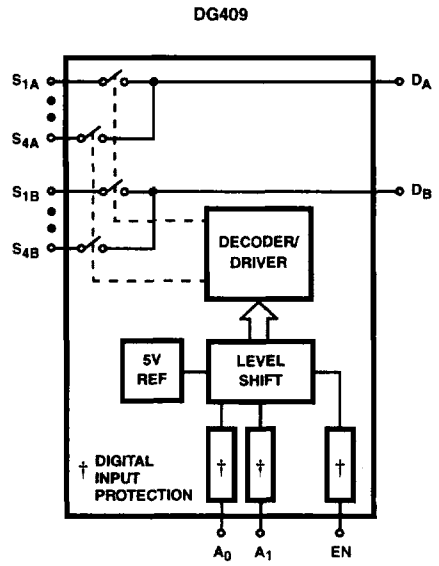 DG409
S1A
DA
S4A
S1B
DB
S4B
DECODER/
DRIVER
5V
REF
LEVEL
SHIFT
† DIGITAL
INPUT
PROTECTION
†
†
†
A0
A1
EN